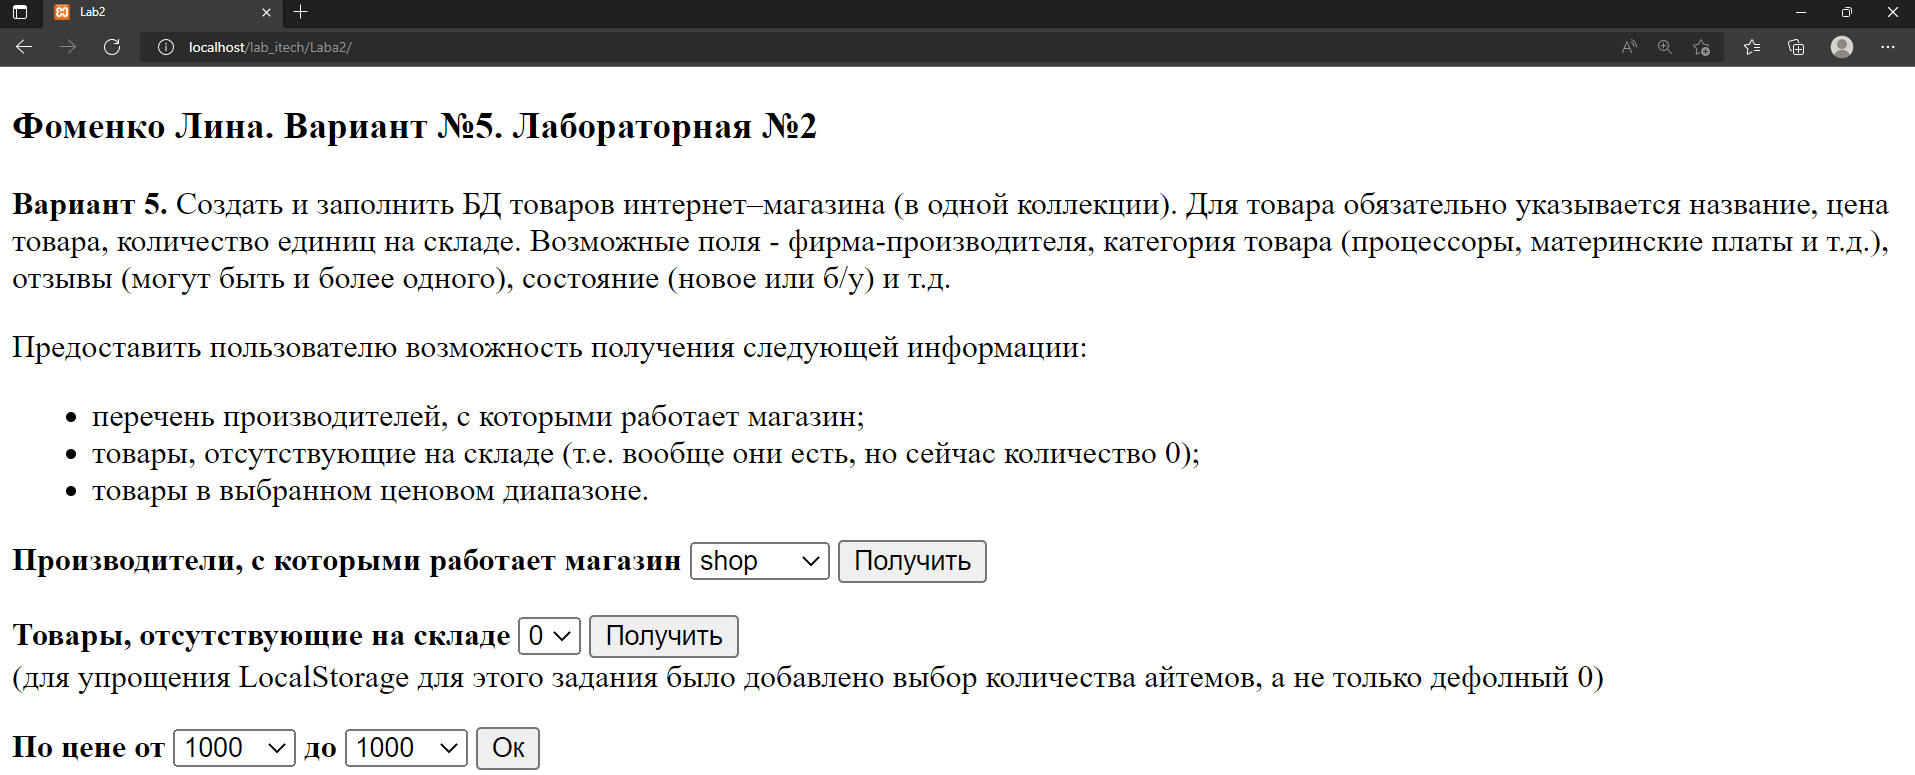 Lab2
localhost/lab_itech/Laba2/
Фоменко Лина. Вариант №5. Лабораторная №2
Вариант 5. Создать и заполнить БД товаров интернет–магазина (в одной коллекции). Для товара обязательно указывается название, цена
товара, количество единиц на складе. Возможные поля - фирма-производителя, категория товара (процессоры, материнские платы и т.д.),
отзывы (могут быть и более одного), состояние (новое или б/у) и т.д.
Предоставить пользователю возможность получения следующей информации:
• перечень производителей, с которыми работает магазин;
• товары, отсутствующие на складе (т.е. вообще они есть, но сейчас количество 0);
• товары в выбранном ценовом диапазоне.
Производители, с которыми работает магазин shop Получить
Товары, отсутствующие на складе 0 Получить
(для упрощения LocalStorage для этого задания было добавлено выбор количества айтемов, а не только дефолный 0)
По цене от 1000 до 1000 Ок